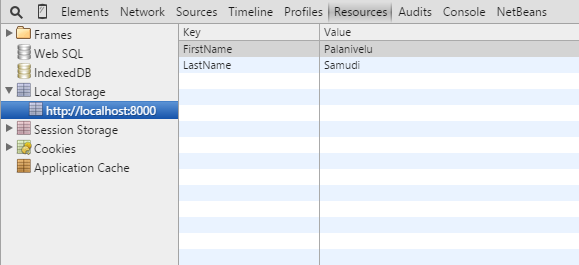 Elements Network Sources Timeline Profiles Resources Audits Console NetBeans
Frames
Web SQL
IndexedDB
Local Storage
http://localhost:8000
Session Storage
Cookies
Application Cache
Key Value
FirstName Palanivelu
LastName Samudi